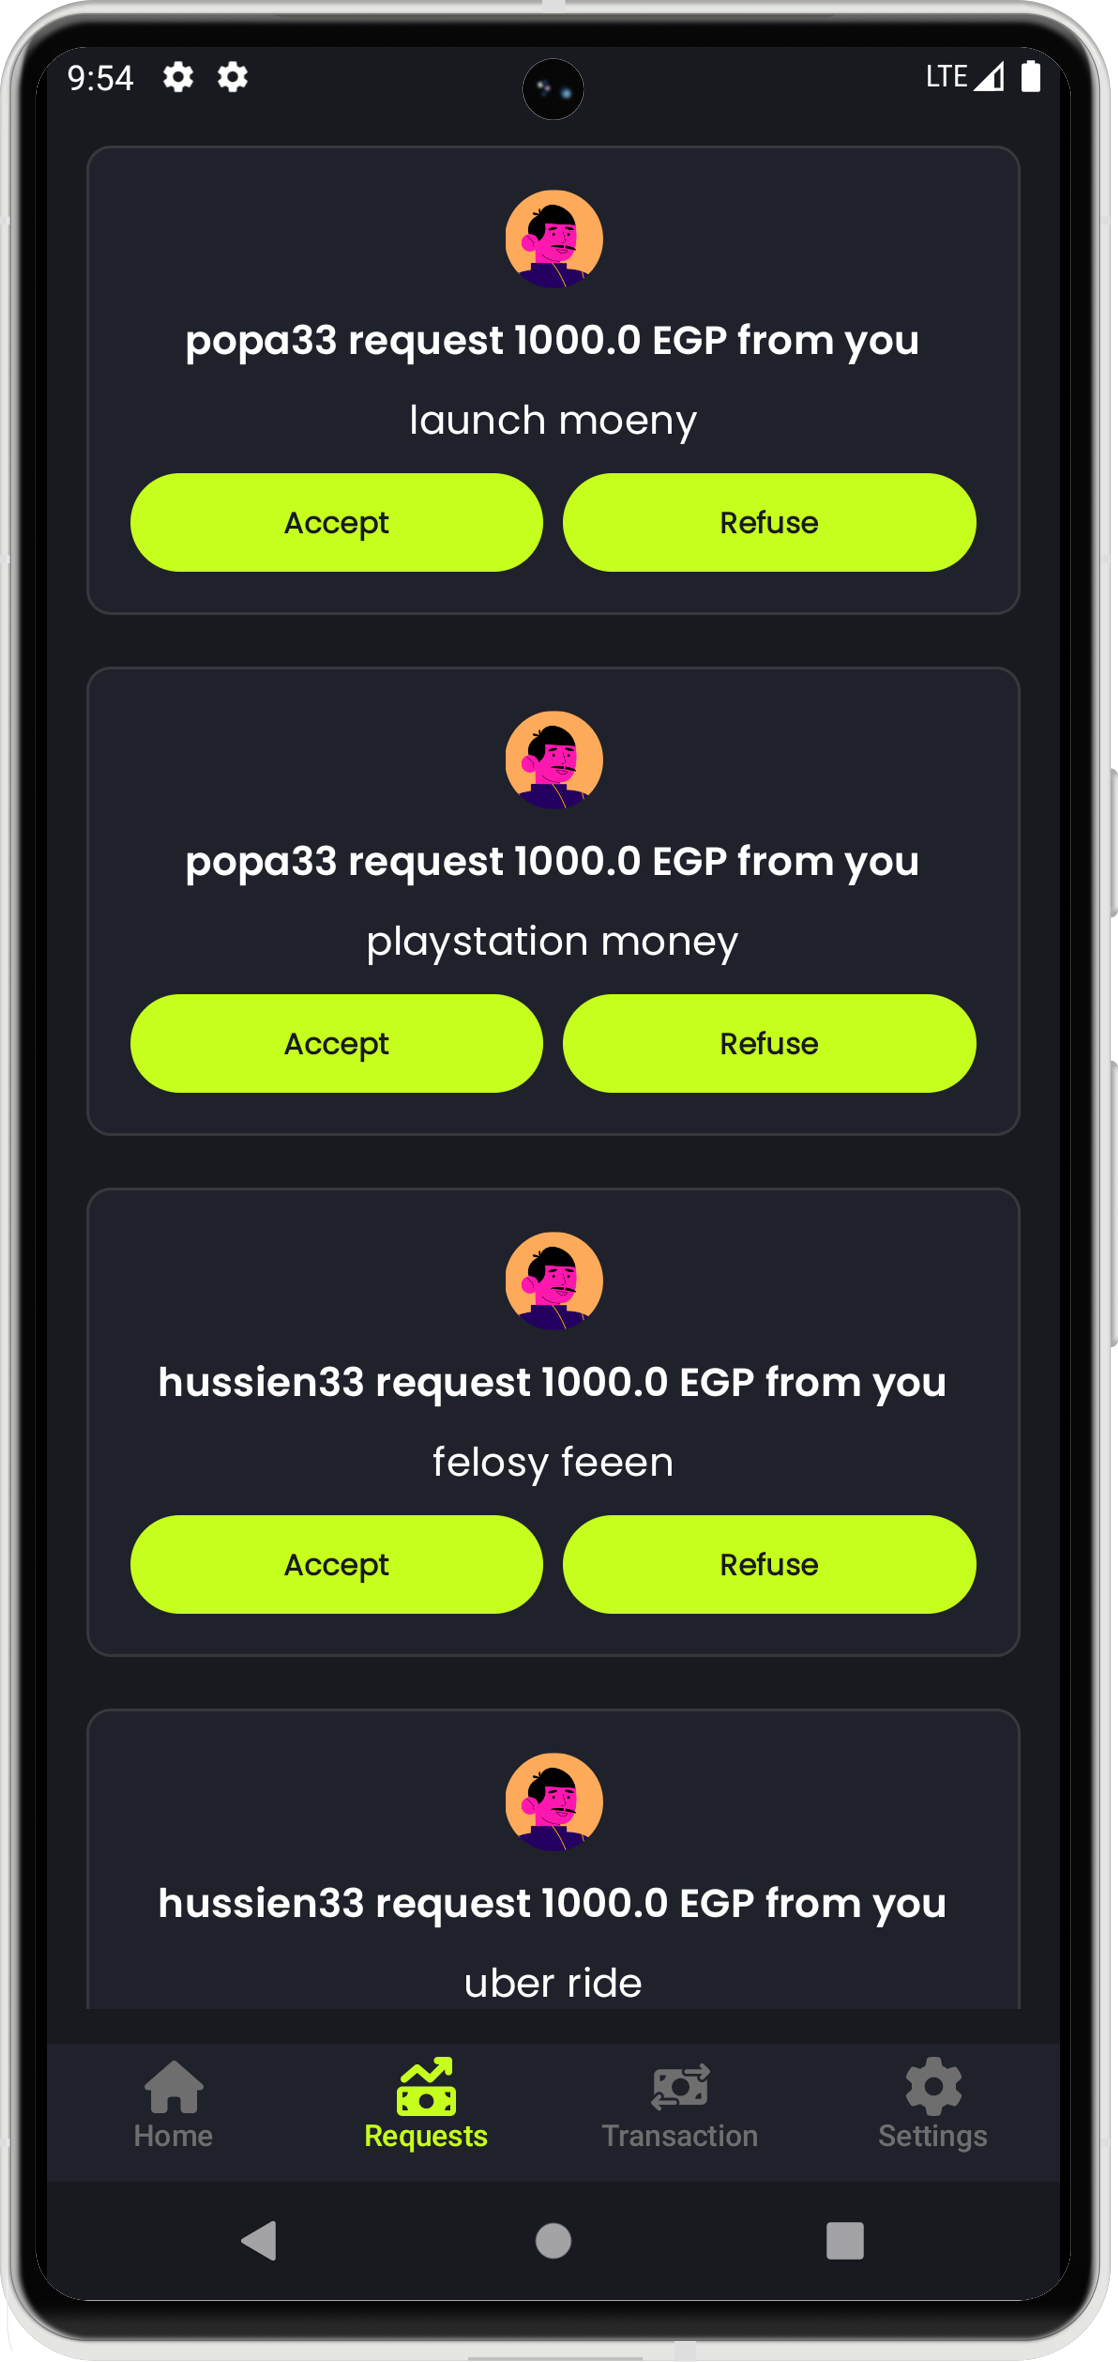 9:54
LTE
popa33 request 1000.0 EGP from you
launch moeny
Accept
Refuse
popa33 request 1000.0 EGP from you
playstation money
Accept
Refuse
hussien33 request 1000.0 EGP from you
felosy feeen
Accept
Refuse
hussien33 request 1000.0 EGP from you
uber ride
Home
Requests
Transaction
Settings